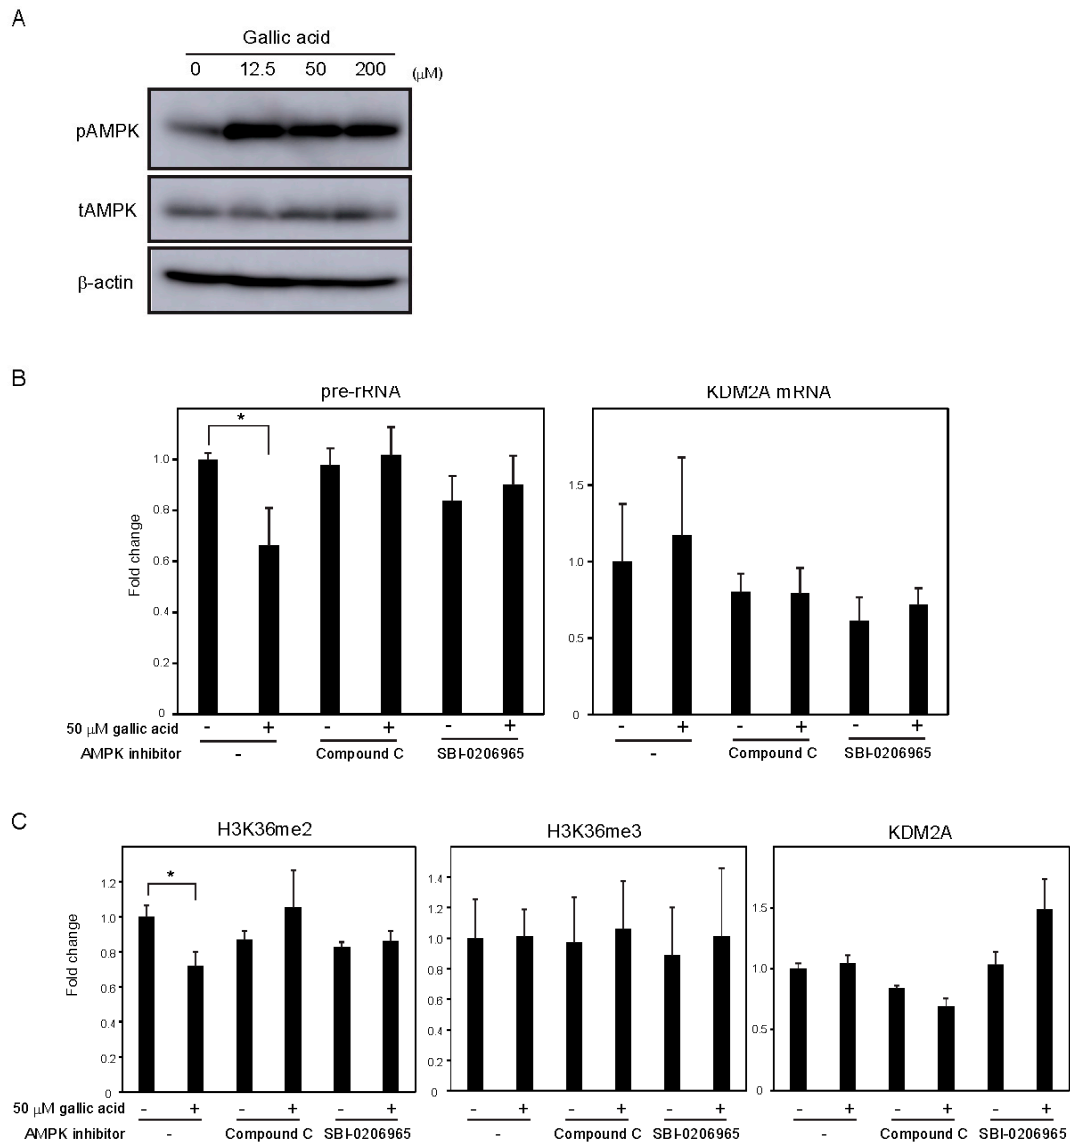 A
Gallic acid
0 12.5 50 200 (μM)
pAMPK
tAMPK
β-actin
B
pre-rRNA
*
Fold change
1.0
0.8
0.6
0.4
0.2
0
KDM2A mRNA
1.5
1.0
0.5
0
50 μM gallic acid - + - + - + - + - + - +
AMPK inhibitor - Compound C SBI-0206965 - Compound C SBI-0206965
C
H3K36me2
*
Fold change
1.2
1.0
0.8
0.6
0.4
0.2
0
H3K36me3
1.4
1.2
1.0
0.8
0.6
0.4
0.2
0
KDM2A
1.5
1.0
0.5
0
50 μM gallic acid - + - + - + - + - + - + - + - + - +
AMPK inhibitor - Compound C SBI-0206965 - Compound C SBI-0206965 - Compound C SBI-0206965